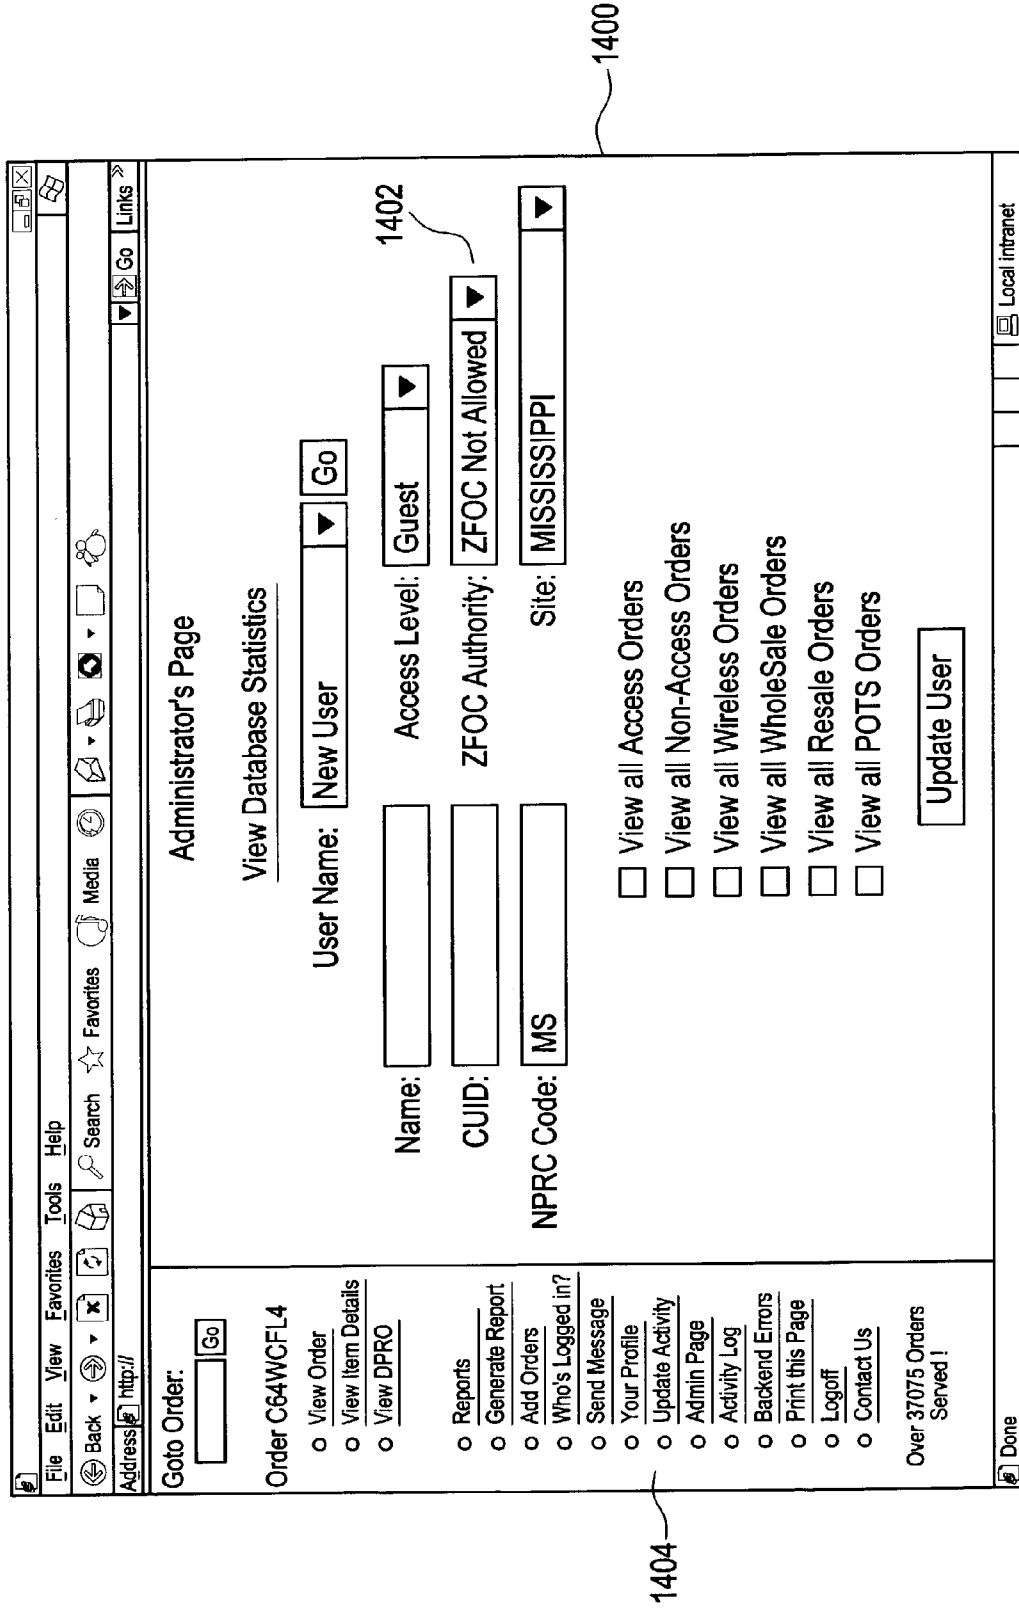 File Edit View Favorites Tools Help
Back Search Favorites Media
Address http:// Go Links »
Goto Order:
Go
Order C64WCFL4
View Order
View Item Details
View DPRO
Reports
Generate Report
Add Orders
Who's Logged in?
Send Message
Your Profile
Update Activity
Admin Page
Activity Log
Backend Errors
Print this Page
Logoff
Contact Us
Over 37075 Orders
Served !
Administrator's Page
View Database Statistics
User Name: New User Go
Name: Access Level: Guest
CUID: ZFOC Authority: ZFOC Not Allowed
NPRC Code: MS Site: MISSISSIPPI
View all Access Orders
View all Non-Access Orders
View all Wireless Orders
View all WholeSale Orders
View all Resale Orders
View all POTS Orders
Update User
Done Local intranet
1402
1404
1400